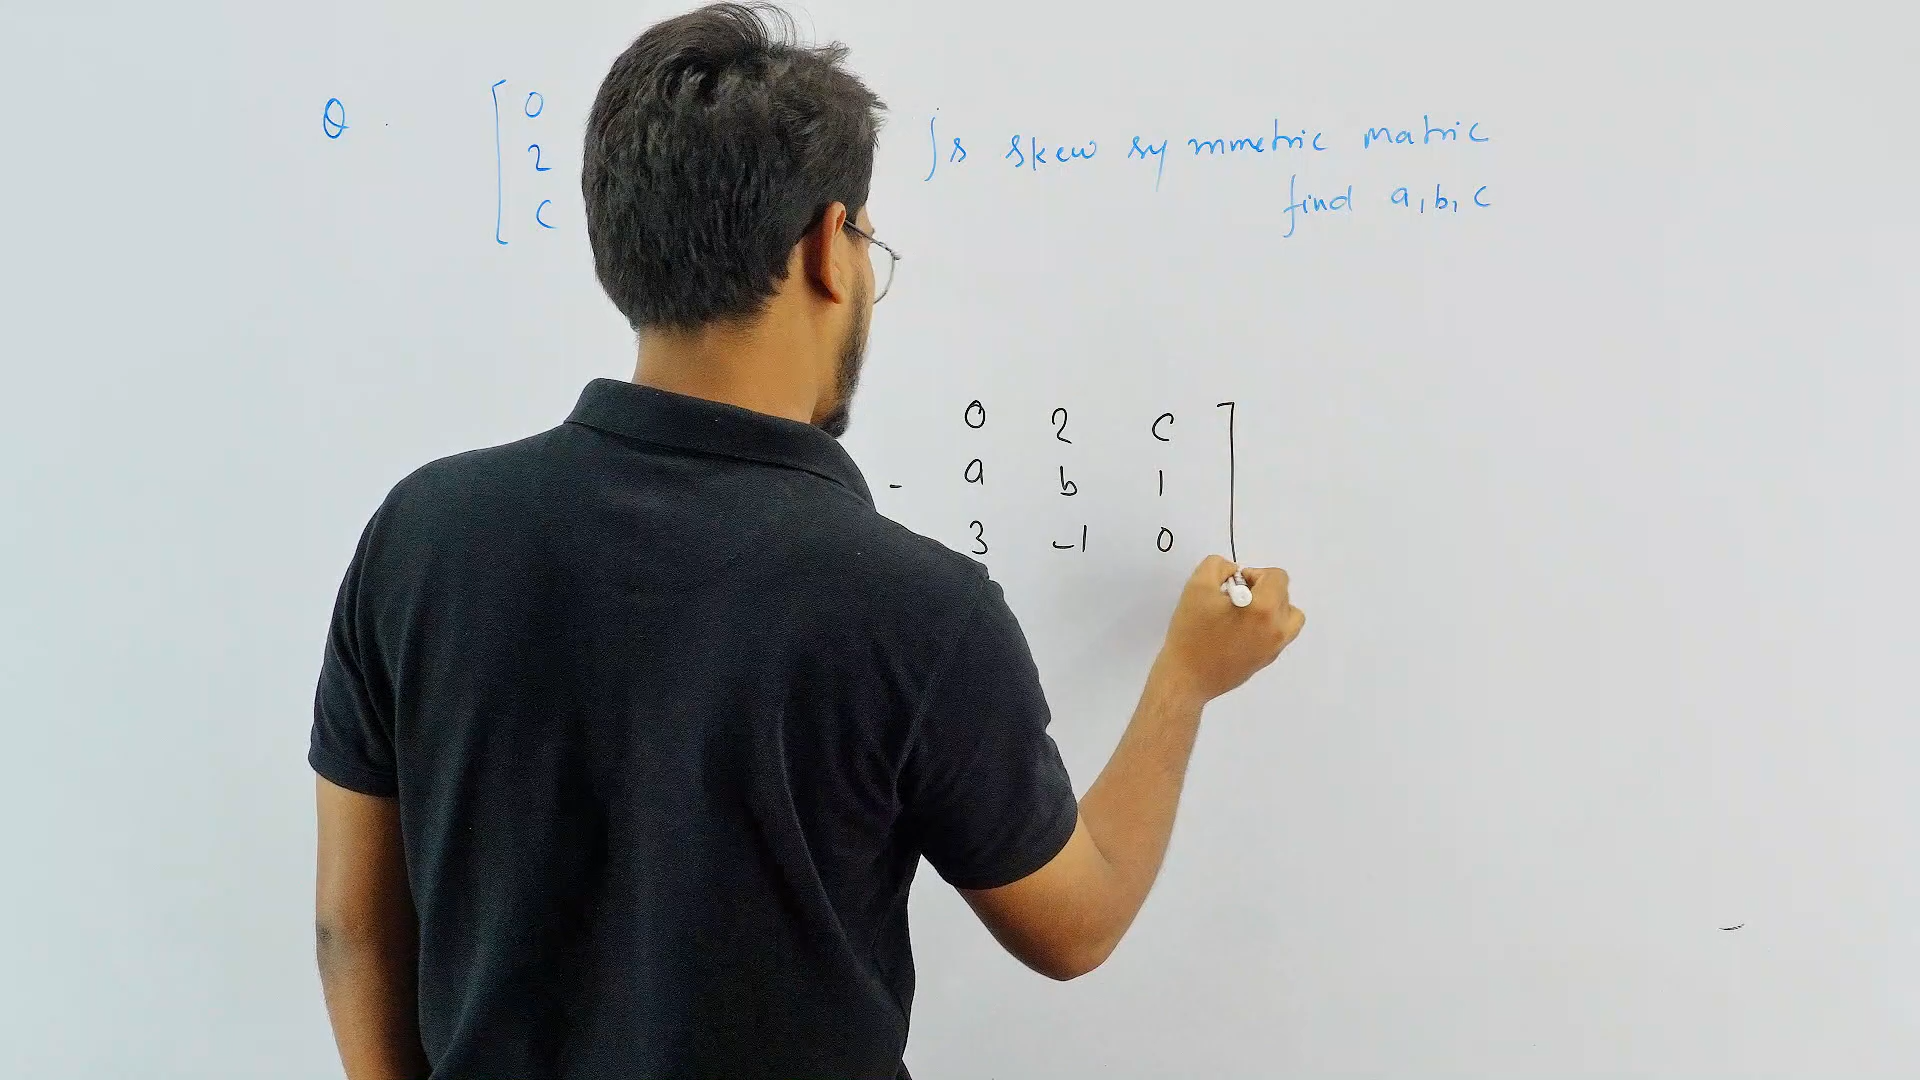 Q . [ 0 is skew symmetric matric
2
c find a, b, c
0 2 c ]
- a b 1
3 -1 0